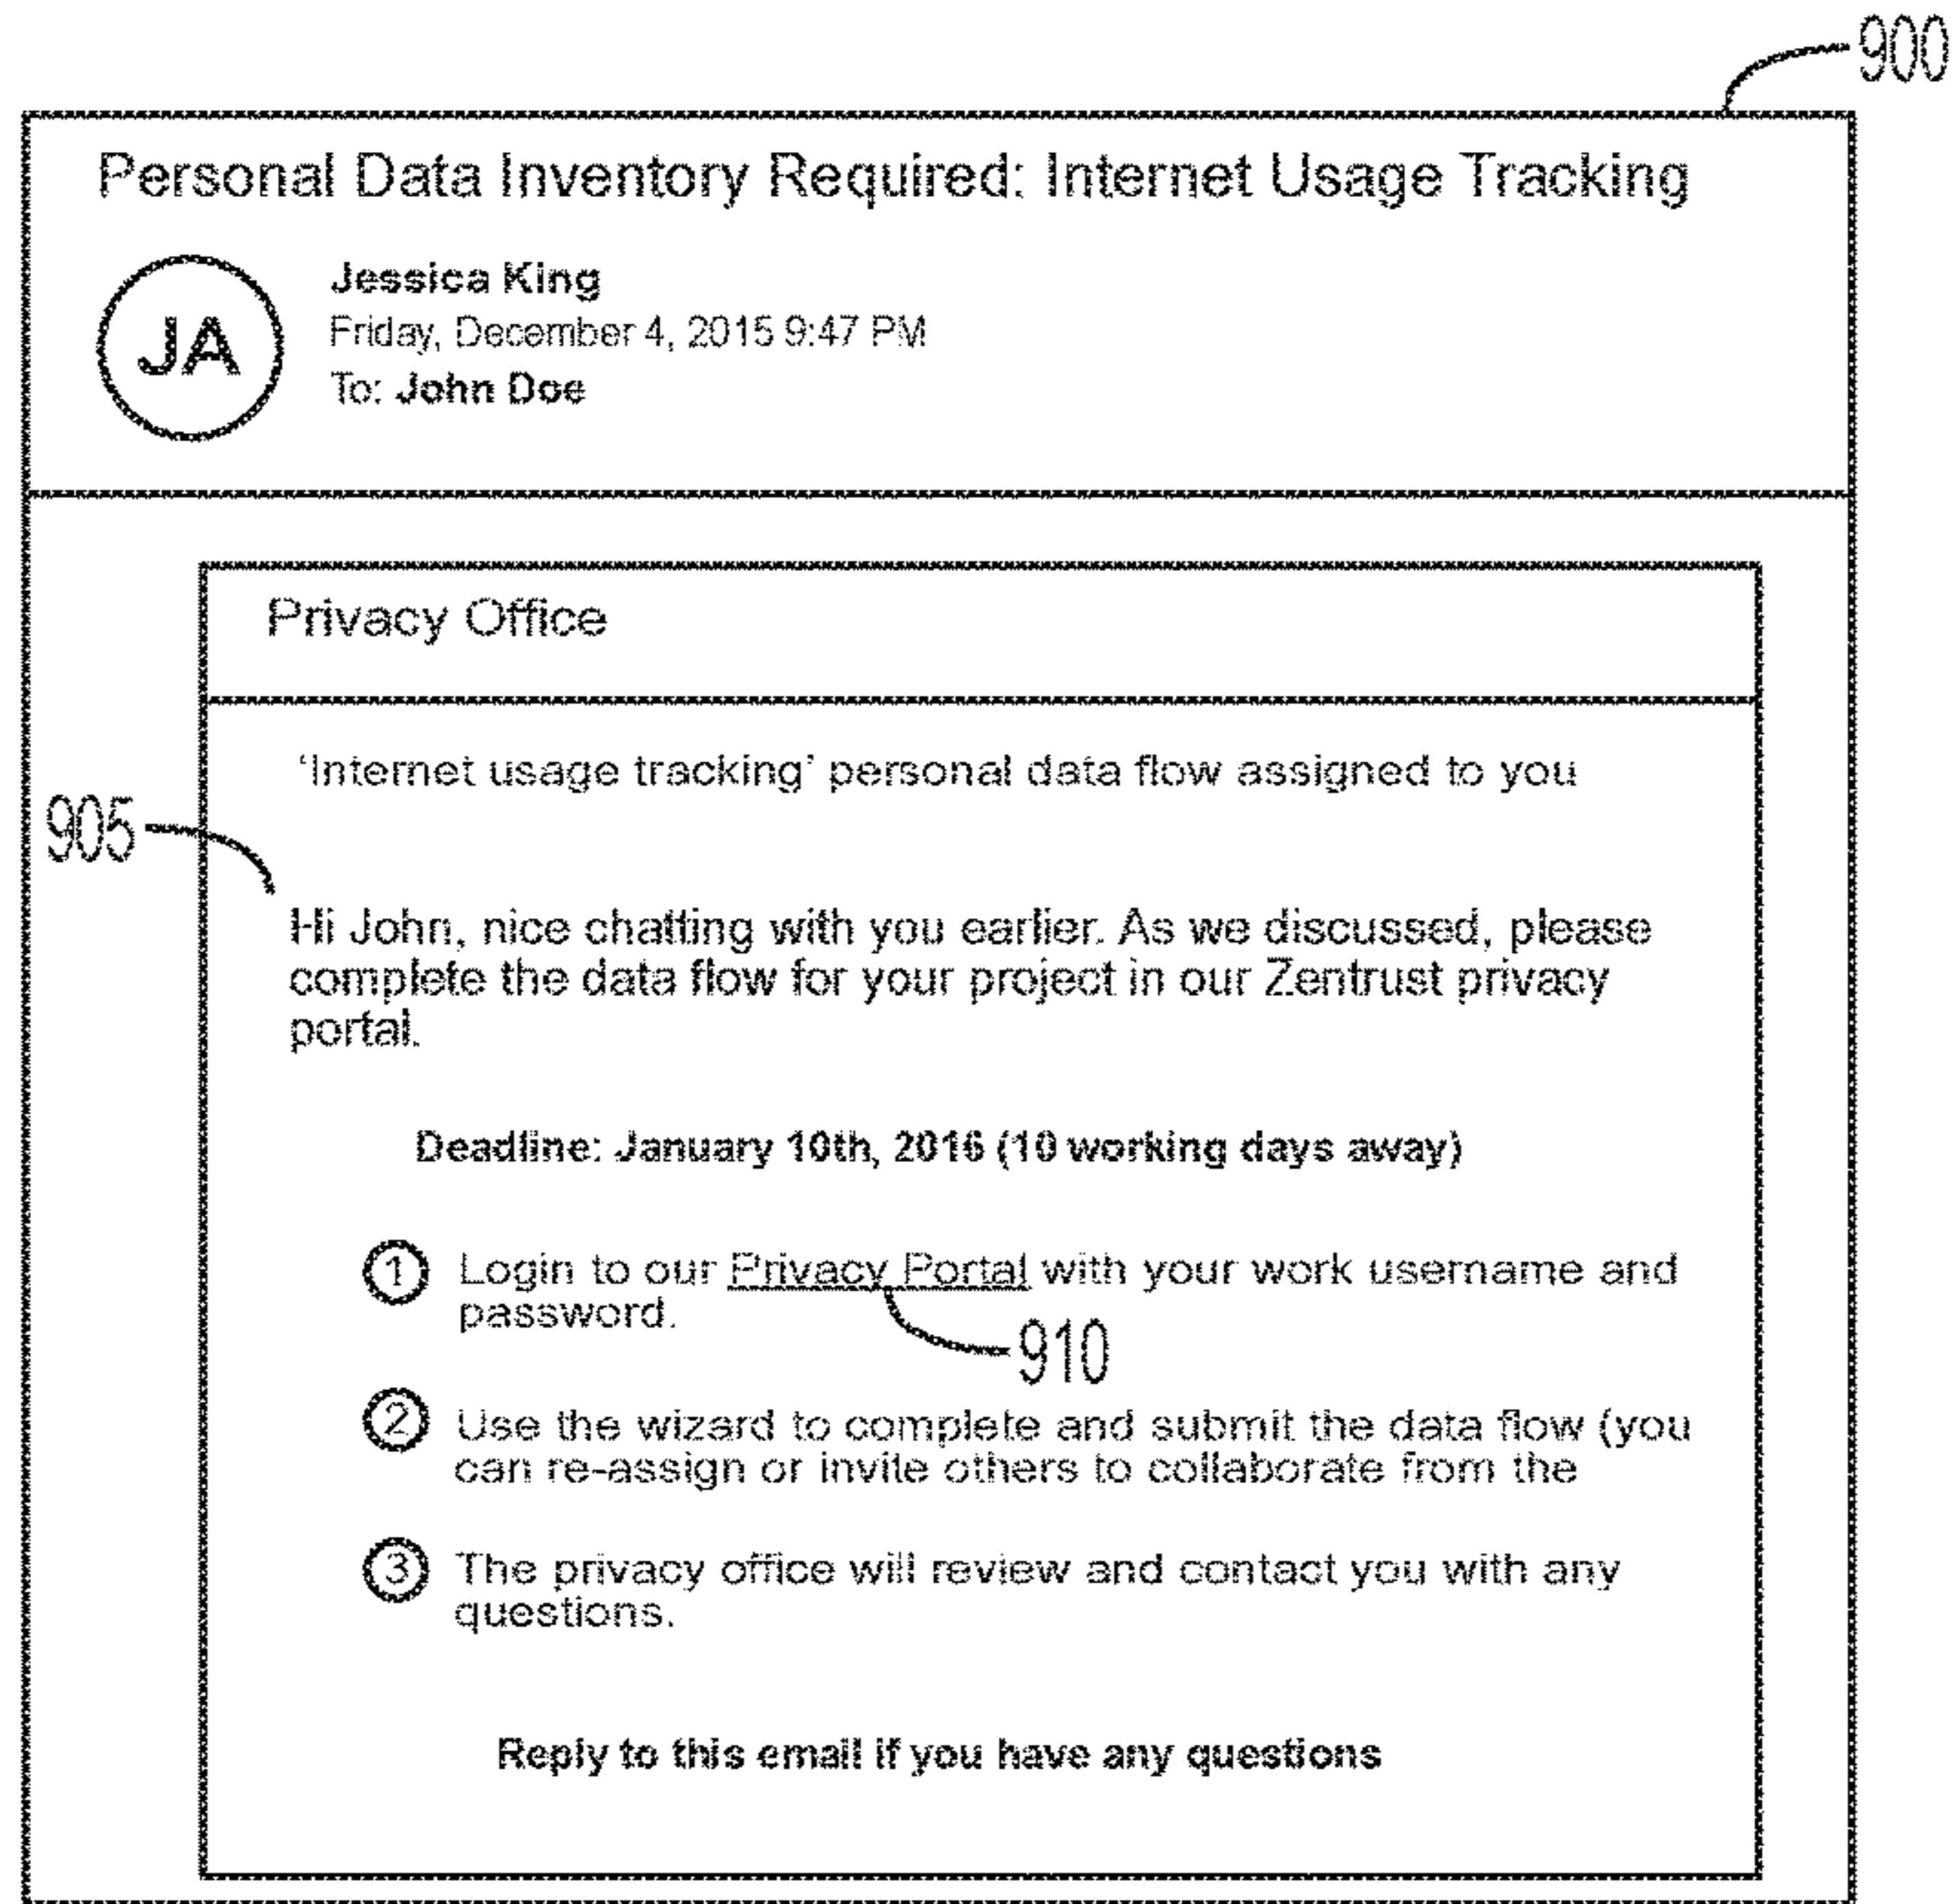 900
Personal Data Inventory Required: Internet Usage Tracking
JA
Jessica King
Friday, December 4, 2015 9:47 PM
To: John Doe
Privacy Office
‘Internet usage tracking’ personal data flow assigned to you
905
Hi John, nice chatting with you earlier. As we discussed, please
complete the data flow for your project in our Zentrust privacy
portal.
Deadline: January 10th, 2016 (10 working days away)
1 Login to our Privacy Portal with your work username and
password.
910
2 Use the wizard to complete and submit the data flow (you
can re-assign or invite others to collaborate from the
3 The privacy office will review and contact you with any
questions.
Reply to this email if you have any questions